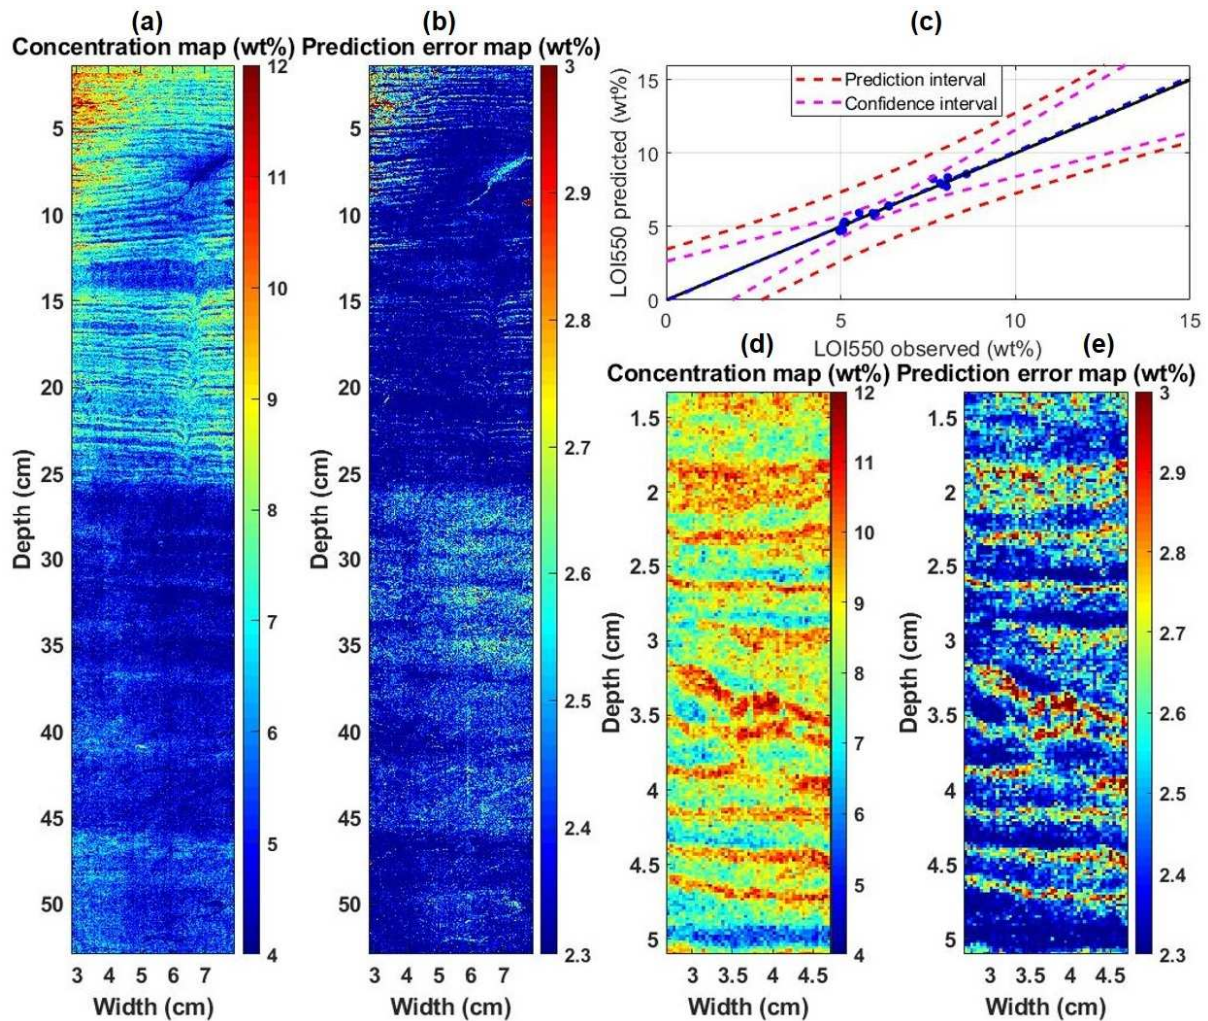 (a)
Concentration map (wt%)
Depth (cm)
5
10
15
20
25
30
35
40
45
50
3 4 5 6 7
Width (cm)
12
11
10
9
8
7
6
5
4
(b)
Prediction error map (wt%)
Depth (cm)
5
10
15
20
25
30
35
40
45
50
3 4 5 6 7
Width (cm)
3
2.9
2.8
2.7
2.6
2.5
2.4
2.3
(c)
LOI550 predicted (wt%)
15
10
5
0
Prediction interval
Confidence interval
0 5 10 15
LOI550 observed (wt%)
(d)
Concentration map (wt%)
Depth (cm)
1.5
2
2.5
3
3.5
4
4.5
5
3 3.5 4 4.5
Width (cm)
12
11
10
9
8
7
6
5
4
(e)
Prediction error map (wt%)
Depth (cm)
1.5
2
2.5
3
3.5
4
4.5
5
3 3.5 4 4.5
Width (cm)
3
2.9
2.8
2.7
2.6
2.5
2.4
2.3